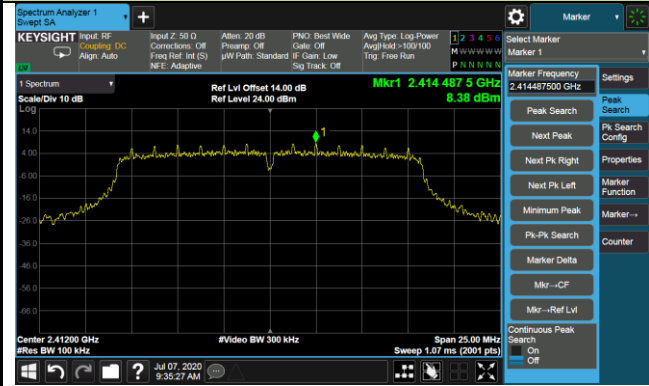 Spectrum Analyzer 1
Swept SA
Marker
KEYSIGHT
Input: RF
Coupling: DC
Align: Auto
Input Z: 50 Ω
Corrections: Off
Freq Ref: Int (S)
NFE: Adaptive
Atten: 20 dB
Preamp: Off
µW Path: Standard
PNO: Best Wide
Gate: Off
IF Gain: Low
Sig Track: Off
Avg Type: Log-Power
Avg|Hold:>100/100
Trig: Free Run
1 2 3 4 5 6
M W W W W W
P N N N N N
Select Marker
Marker 1
1 Spectrum
Scale/Div 10 dB
Log
Ref Lvl Offset 14.00 dB
Ref Level 24.00 dBm
Mkr1 2.414 487 5 GHz
8.38 dBm
1
14.0
4.00
-6.00
-16.0
-26.0
-36.0
-46.0
-56.0
-66.0
Center 2.41200 GHz
#Res BW 100 kHz
#Video BW 300 kHz
Span 25.00 MHz
Sweep 1.07 ms (2001 pts)
Marker Frequency
2.414487500 GHz
Peak Search
Next Peak
Next Pk Right
Next Pk Left
Minimum Peak
Pk-Pk Search
Marker Delta
Mkr→CF
Mkr→Ref Lvl
Continuous Peak
Search
On
Off
Settings
Peak
Search
Pk Search
Config
Properties
Marker
Function
Marker→
Counter
Jul 07, 2020
9:35:27 AM